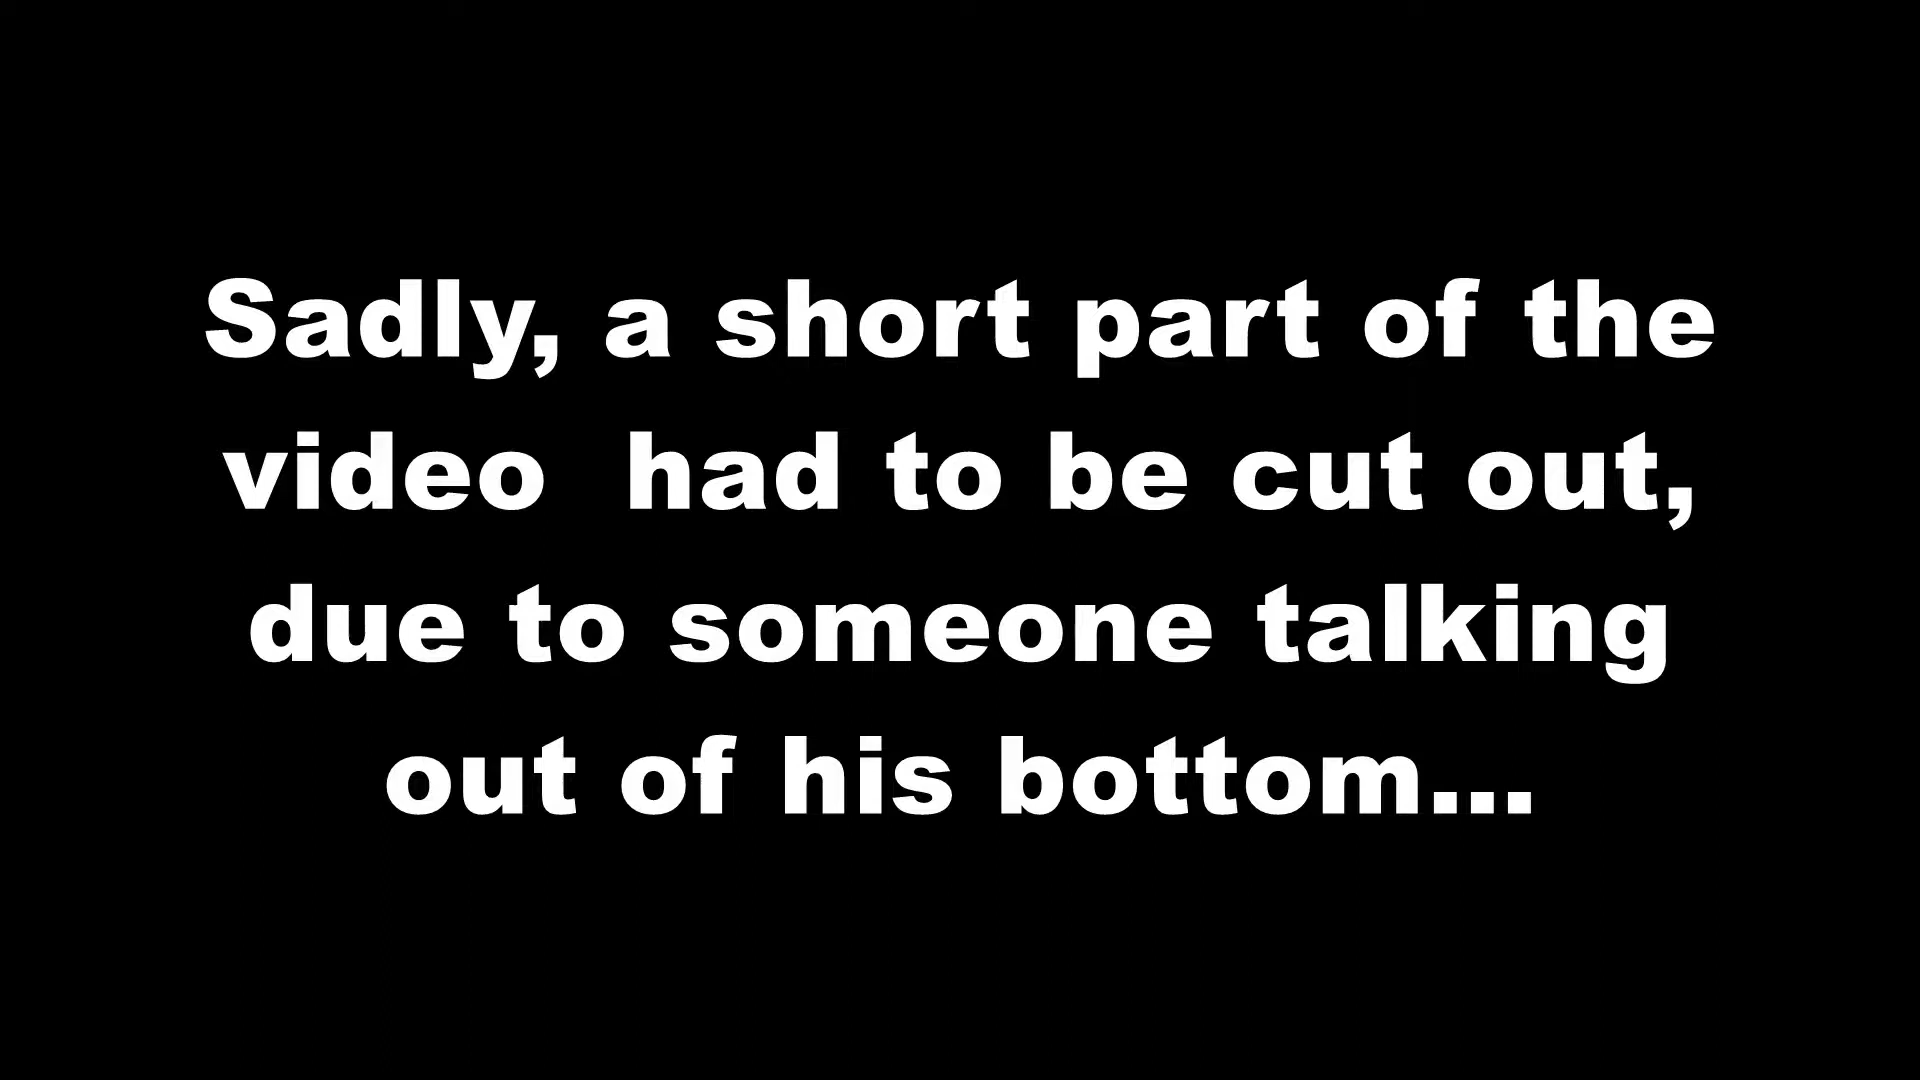 Sadly, a short part of the
video  had to be cut out,
due to someone talking
out of his bottom...